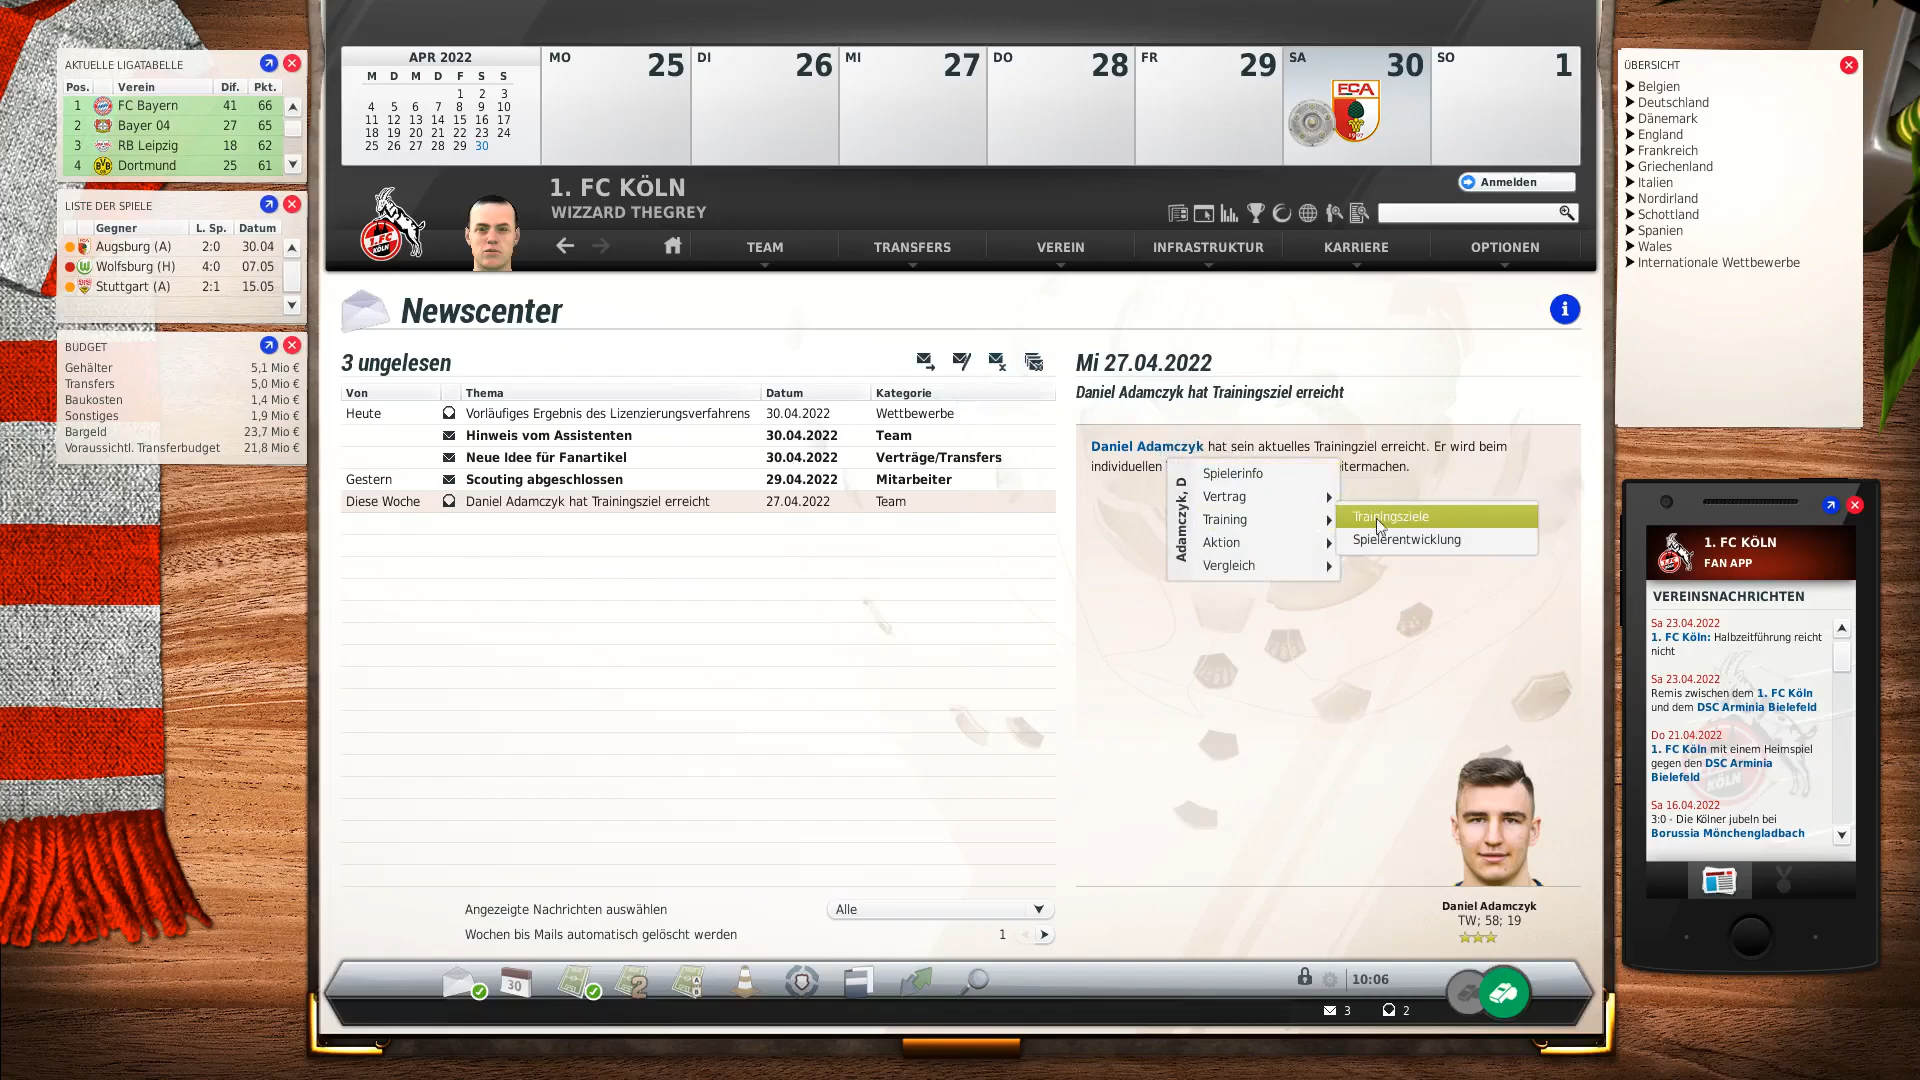 AKTUELLE LIGATABELLE
Pos. Verein Dif. Pkt.
1 FC Bayern 41 66
2 Bayer 04 27 65
3 RB Leipzig 18 62
4 Dortmund 25 61
LISTE DER SPIELE
Gegner L. Sp. Datum
Augsburg (A) 2:0 30.04
Wolfsburg (H) 4:0 07.05
Stuttgart (A) 2:1 15.05
BUDGET
Gehälter 5,1 Mio €
Transfers 5,0 Mio €
Baukosten 1,4 Mio €
Sonstiges 1,9 Mio €
Bargeld 23,7 Mio €
Voraussichtl. Transferbudget 21,8 Mio €
APR 2022
M D M D F S S
1 2 3
4 5 6 7 8 9 10
11 12 13 14 15 16 17
18 19 20 21 22 23 24
25 26 27 28 29 30
MO 25 DI 26 MI 27 DO 28 FR 29 SA 30 SO 1
FCA
1907
1. FC KÖLN
WIZZARD THEGREY
Anmelden
TEAM TRANSFERS VEREIN INFRASTRUKTUR KARRIERE OPTIONEN
Newscenter
3 ungelesen
Von Thema Datum Kategorie
Heute Vorläufiges Ergebnis des Lizenzierungsverfahrens 30.04.2022 Wettbewerbe
Hinweis vom Assistenten 30.04.2022 Team
Neue Idee für Fanartikel 30.04.2022 Verträge/Transfers
Gestern Scouting abgeschlossen 29.04.2022 Mitarbeiter
Diese Woche Daniel Adamczyk hat Trainingsziel erreicht 27.04.2022 Team
Angezeigte Nachrichten auswählen Alle
Wochen bis Mails automatisch gelöscht werden 1
Mi 27.04.2022
Daniel Adamczyk hat Trainingsziel erreicht
Daniel Adamczyk hat sein aktuelles Trainingziel erreicht. Er wird beim
individuellen
itermachen.
Adamczyk, D
Spielerinfo
Vertrag
Training
Aktion
Vergleich
Trainingsziele
Spielerentwicklung
Daniel Adamczyk
TW; 58; 19
30
2
10:06
3 2
ÜBERSICHT
Belgien
Deutschland
Dänemark
England
Frankreich
Griechenland
Italien
Nordirland
Schottland
Spanien
Wales
Internationale Wettbewerbe
1. FC KÖLN
FAN APP
VEREINSNACHRICHTEN
Sa 23.04.2022
1. FC Köln: Halbzeitführung reicht
nicht
Sa 23.04.2022
Remis zwischen dem 1. FC Köln
und dem DSC Arminia Bielefeld
Do 21.04.2022
1. FC Köln mit einem Heimspiel
gegen den DSC Arminia
Bielefeld
Sa 16.04.2022
3:0 - Die Kölner jubeln bei
Borussia Mönchengladbach